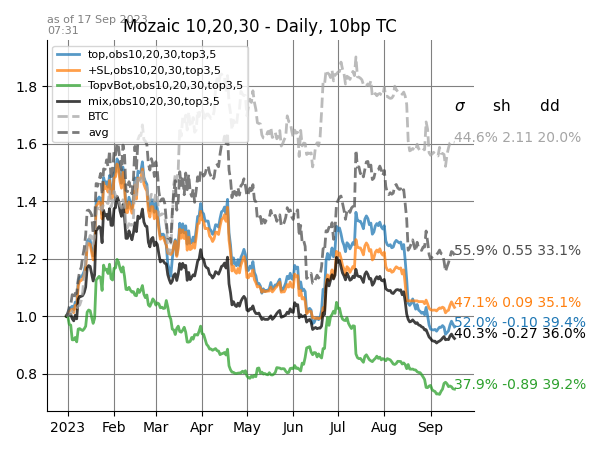 as of 17 Sep 2023
07:31
Mozaic 10,20,30 - Daily, 10bp TC
top,obs10,20,30,top3,5
+SL,obs10,20,30,top3,5
TopvBot,obs10,20,30,top3,5
mix,obs10,20,30,top3,5
BTC
avg
σ sh dd
44.6% 2.11 20.0%
55.9% 0.55 33.1%
47.1% 0.09 35.1%
52.0% -0.10 39.4%
40.3% -0.27 36.0%
37.9% -0.89 39.2%
1.8
1.6
1.4
1.2
1.0
0.8
2023 Feb Mar Apr May Jun Jul Aug Sep